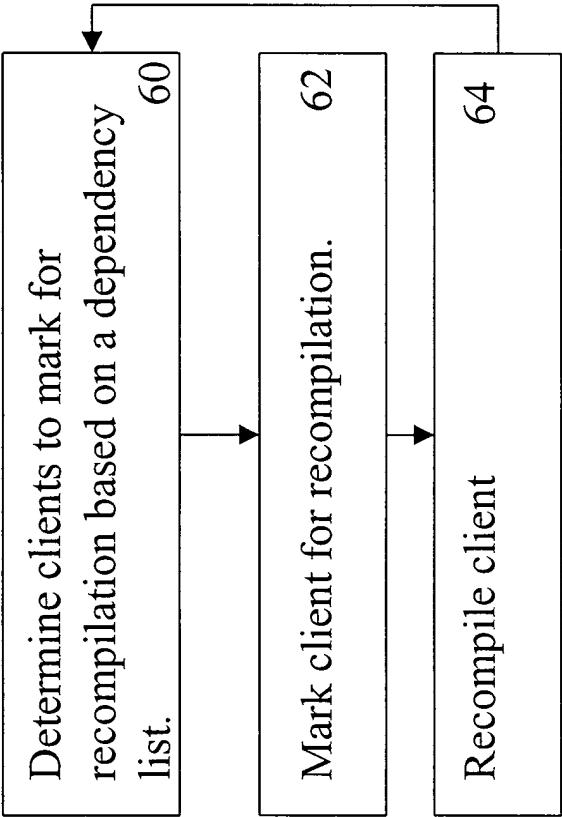 Determine clients to mark for
recompilation based on a dependency
list.
60
Mark client for recompilation.
62
Recompile client
64